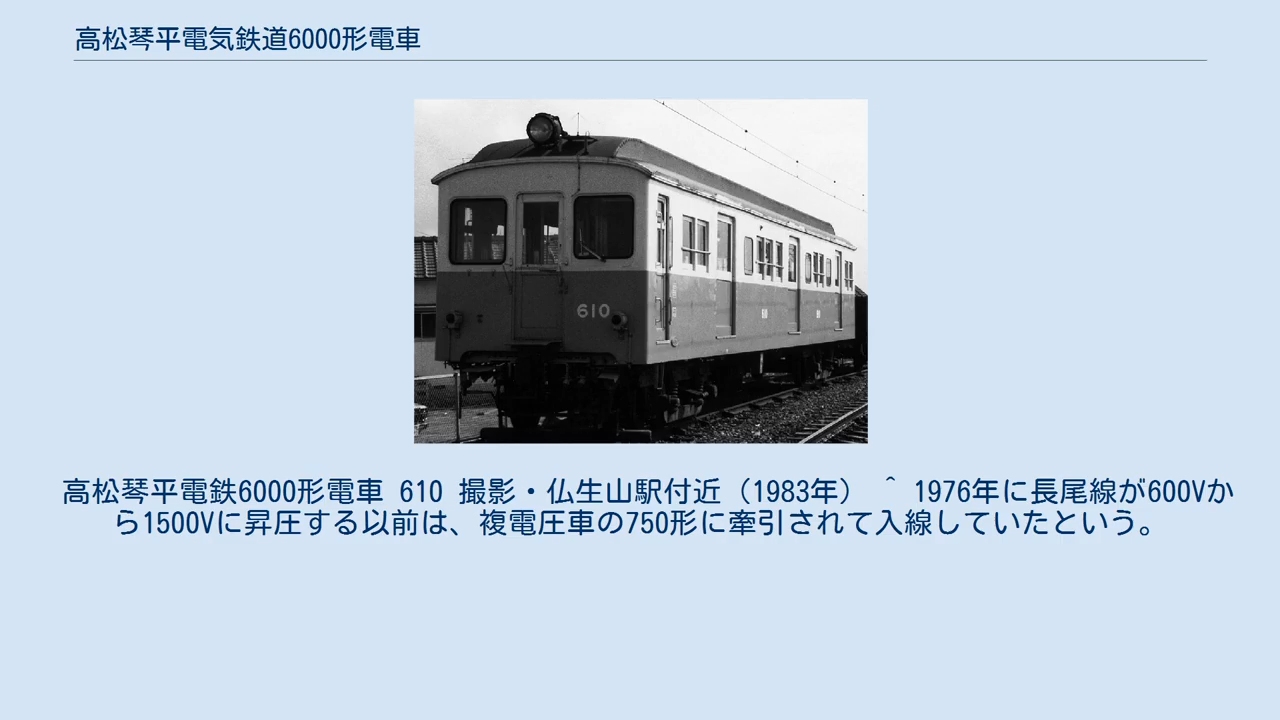 高松琴平電気鉄道6000形電車
610
高松琴平電鉄6000形電車 610 撮影・仏生山駅付近（1983年） ^ 1976年に長尾線が600Vか
ら1500Vに昇圧する以前は、複電圧車の750形に牽引されて入線していたという。